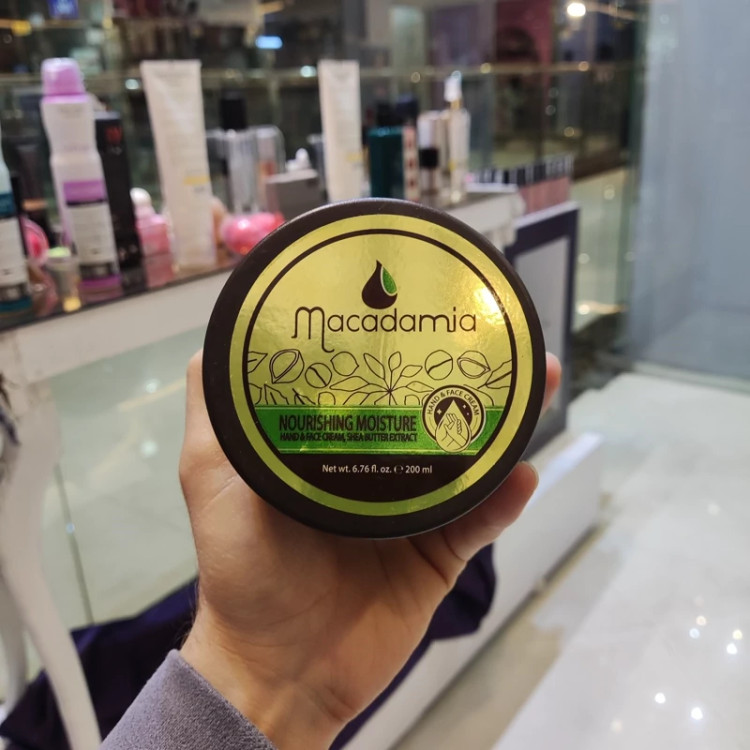 Macadamia
HAND & FACE CREAM
NOURISHING MOISTURE
HAND & FACE CREAM, SHEA BUTTER EXTRACT
Net wt. 6.76 fl. oz. ℮ 200 ml